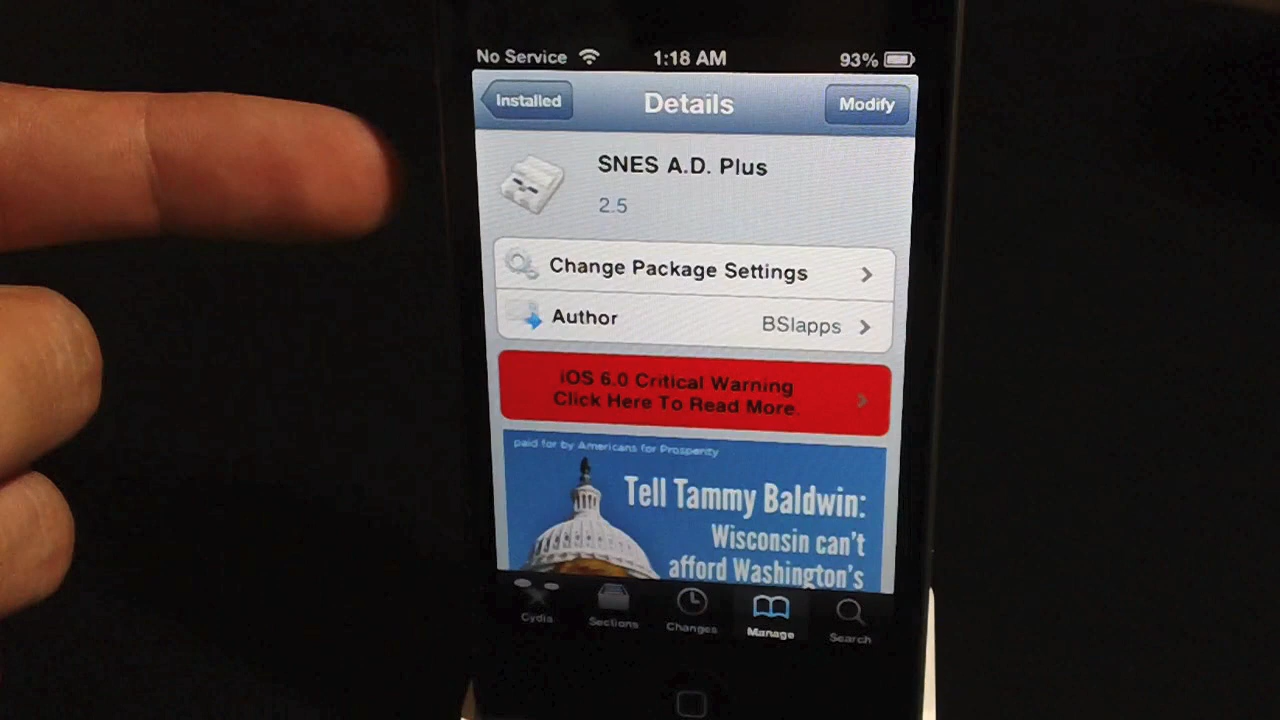 No Service 1:18 AM 93%
Installed Details Modify
SNES A.D. Plus
2.5
Change Package Settings
Author BSlapps
iOS 6.0 Critical Warning
Click Here To Read More.
paid for by Americans for Prosperity
Tell Tammy Baldwin:
Wisconsin can't
afford Washington's
Cydia Sections Changes Manage Search